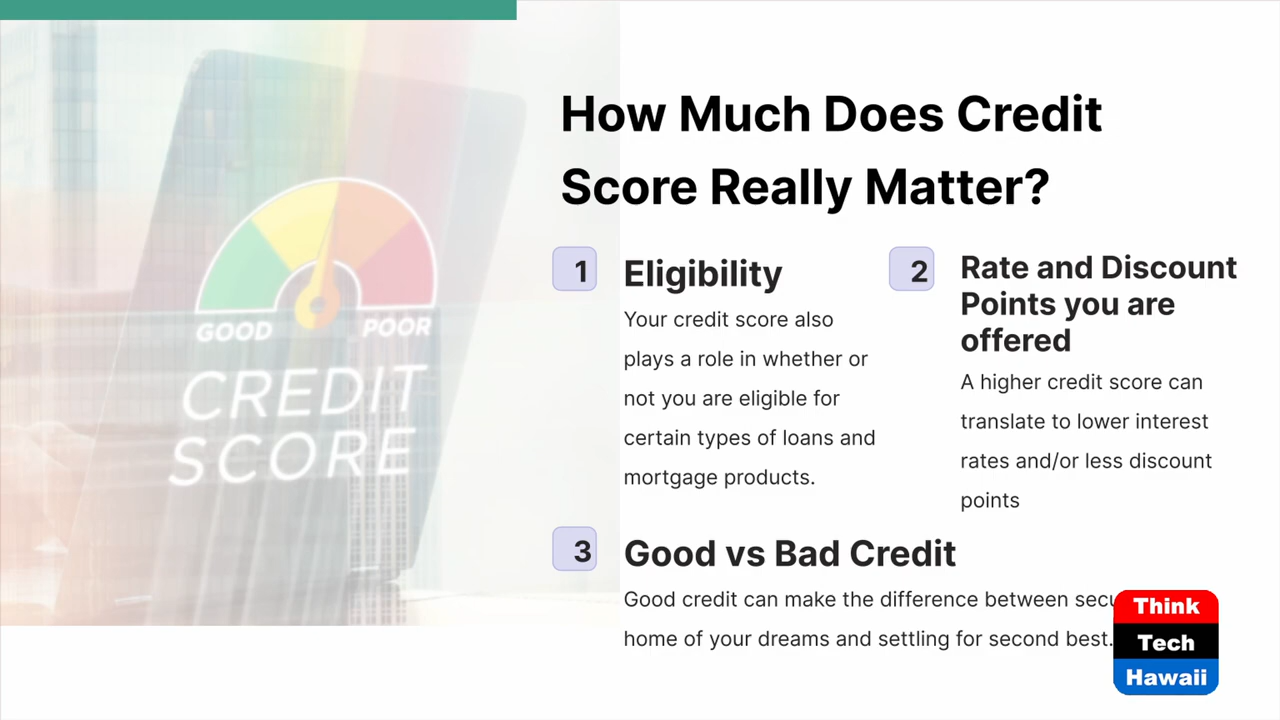 How Much Does Credit
Score Really Matter?
1
Eligibility
Your credit score also
plays a role in whether or
not you are eligible for
certain types of loans and
mortgage products.
2
Rate and Discount
Points you are
offered
A higher credit score can
translate to lower interest
rates and/or less discount
points
3
Good vs Bad Credit
Good credit can make the difference between
home of your dreams and settling for second best.
GOOD
POOR
CREDIT
SCORE
Think
Tech
Hawaii